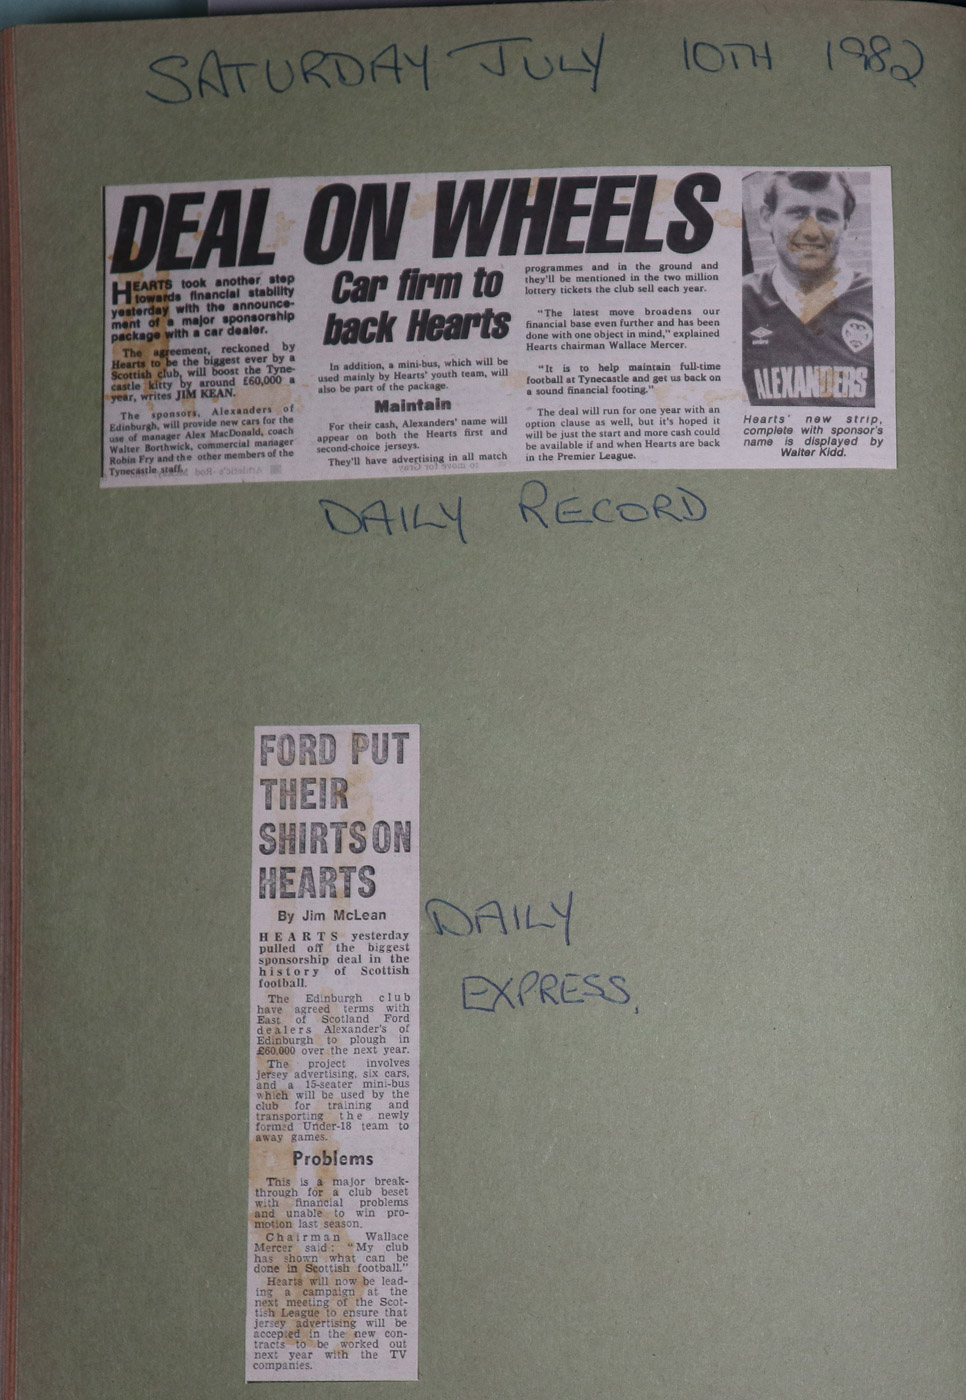 SATURDAY JULY 10TH 1982
DEAL ON WHEELS
HEARTS took another step
towards financial stability
yesterday with the announce-
ment of a major sponsorship
package with a car dealer.
The agreement, reckoned by
Hearts to be the biggest ever by a
Scottish club, will boost the Tyne-
castle kitty by around £60,000 a
year, writes JIM KEAN.
The sponsors, Alexanders of
Edinburgh, will provide new cars for the
use of manager Alex MacDonald, coach
Walter Borthwick, commercial manager
Robin Fry and the other members of the
Tynecastle staff.
Car firm to
back Hearts
In addition, a mini-bus, which will be
used mainly by Hearts' youth team, will
also be part of the package.
Maintain
For their cash, Alexanders' name will
appear on both the Hearts first and
second-choice jerseys.
They'll have advertising in all match
programmes and in the ground and
they'll be mentioned in the two million
lottery tickets the club sell each year.
"The latest move broadens our
financial base even further and has been
done with one object in mind," explained
Hearts chairman Wallace Mercer.
"It is to help maintain full-time
football at Tynecastle and get us back on
a sound financial footing."
The deal will run for one year with an
option clause as well, but it's hoped it
will be just the start and more cash could
be available if and when Hearts are back
in the Premier League.
umbro
ALEXANDERS
Hearts' new strip,
complete with sponsor's
name is displayed by
Walter Kidd.
DAILY RECORD
FORD PUT
THEIR
SHIRTS ON
HEARTS
By Jim McLean
HEARTS yesterday
pulled off the biggest
sponsorship deal in the
history of Scottish
football.
The Edinburgh club
have agreed terms with
East of Scotland Ford
dealers Alexander's of
Edinburgh to plough in
£60,000 over the next year.
The project involves
jersey advertising, six cars,
and a 15-seater mini-bus
which will be used by the
club for training and
transporting the newly
formed Under-18 team to
away games.
Problems
This is a major break-
through for a club beset
with financial problems
and unable to win pro-
motion last season.
Chairman Wallace
Mercer said: "My club
has shown what can be
done in Scottish football."
Hearts will now be lead-
ing a campaign at the
next meeting of the Scot-
tish League to ensure that
jersey advertising will be
accepted in the new con-
tracts to be worked out
next year with the TV
companies.
DAILY
EXPRESS,